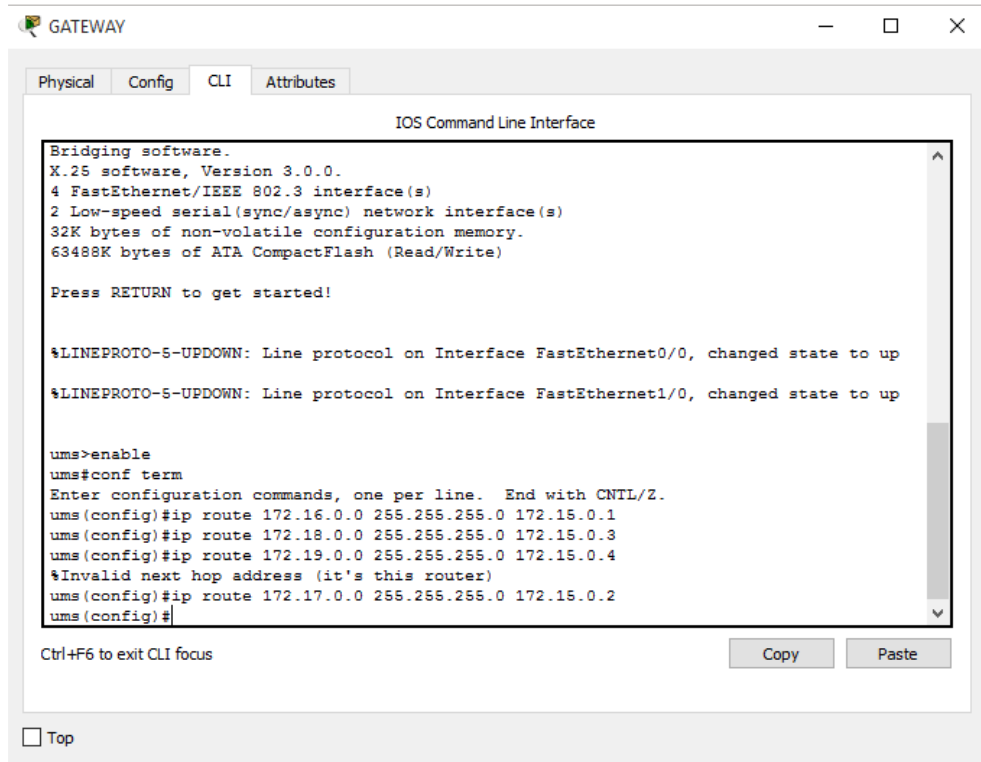 GATEWAY
Physical Config CLI Attributes
IOS Command Line Interface
Bridging software.
X.25 software, Version 3.0.0.
4 FastEthernet/IEEE 802.3 interface(s)
2 Low-speed serial(sync/async) network interface(s)
32K bytes of non-volatile configuration memory.
63488K bytes of ATA CompactFlash (Read/Write)
Press RETURN to get started!
%LINEPROTO-5-UPDOWN: Line protocol on Interface FastEthernet0/0, changed state to up
%LINEPROTO-5-UPDOWN: Line protocol on Interface FastEthernet1/0, changed state to up
ums>enable
ums#conf term
Enter configuration commands, one per line.  End with CNTL/Z.
ums(config)#ip route 172.16.0.0 255.255.255.0 172.15.0.1
ums(config)#ip route 172.18.0.0 255.255.255.0 172.15.0.3
ums(config)#ip route 172.19.0.0 255.255.255.0 172.15.0.4
%Invalid next hop address (it's this router)
ums(config)#ip route 172.17.0.0 255.255.255.0 172.15.0.2
ums(config)#
Ctrl+F6 to exit CLI focus
Copy Paste
Top